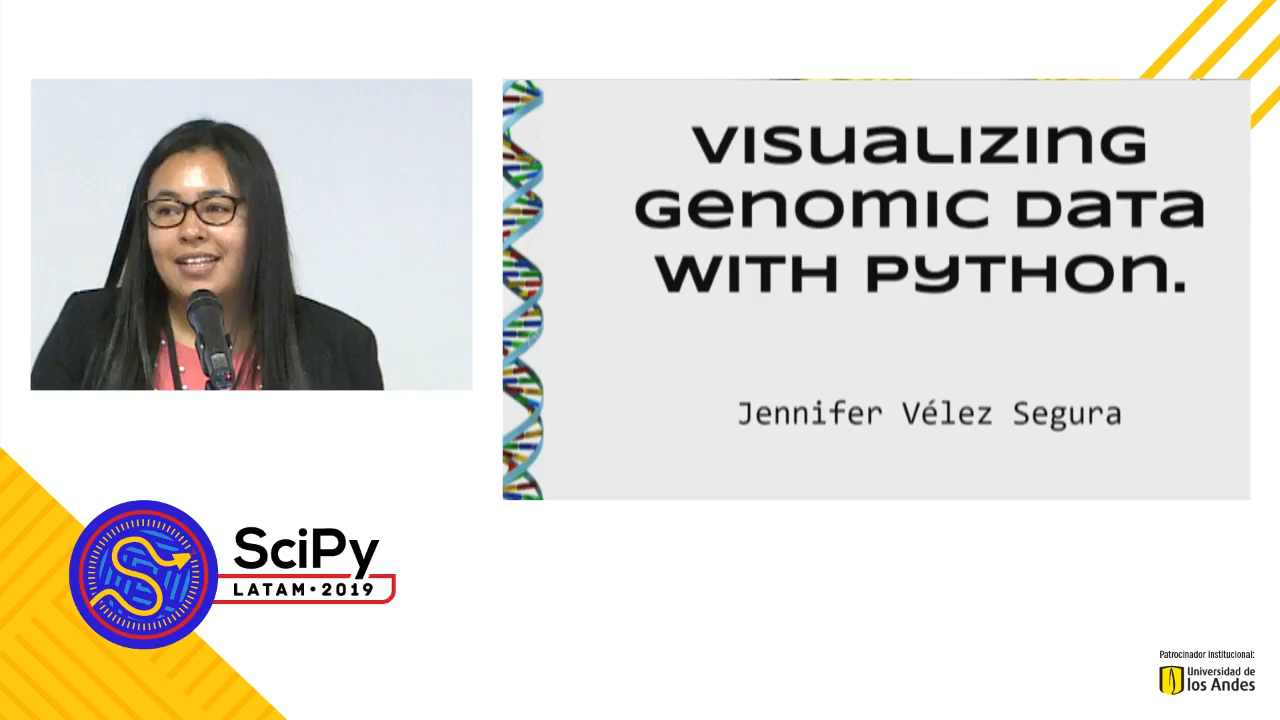 Visualizing
Genomic Data
with Python.
Jennifer Vélez Segura
SciPy
LATAM • 2019
Patrocinador institucional:
Universidad de
los Andes